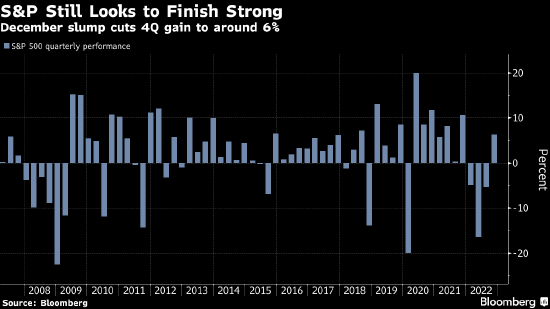 S&P Still Looks to Finish Strong
December slump cuts 4Q gain to around 6%
S&P 500 quarterly performance
20
10
0
-10
-20
Percent
2008 2009 2010 2011 2012 2013 2014 2015 2016 2017 2018 2019 2020 2021 2022
Source: Bloomberg
Bloomberg